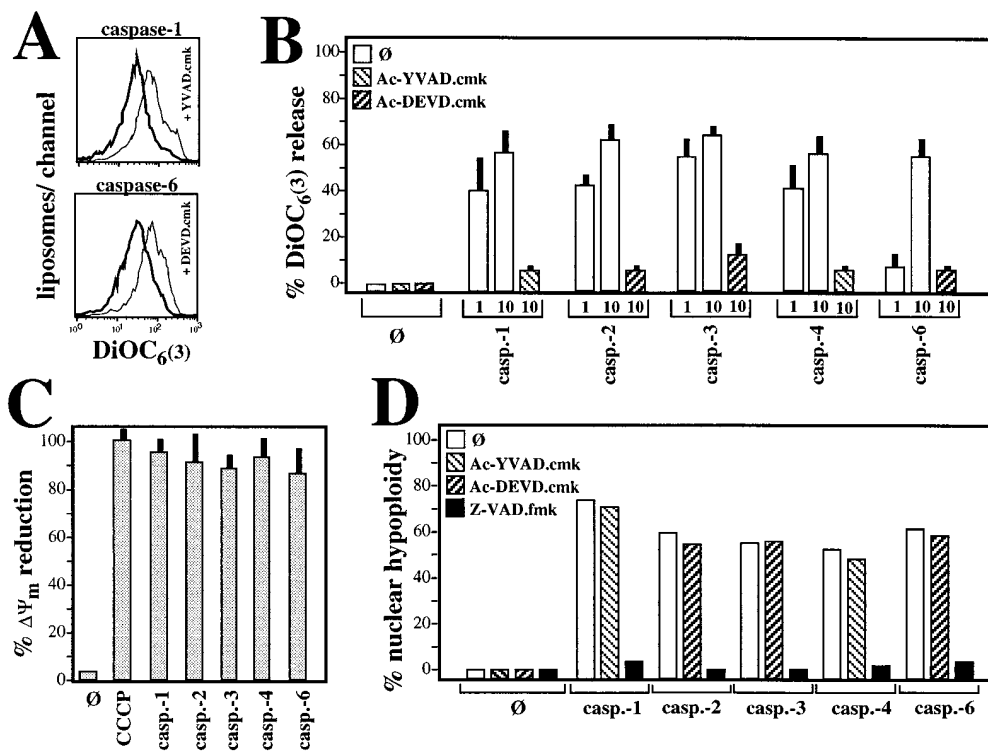 A
caspase-1
+ YVAD.cmk
caspase-6
+ DEVD.cmk
liposomes/ channel
10⁰ 10¹ 10² 10³
DiOC₆(3)
B
% DiOC₆(3) release
100
80
60
40
20
0
Ø
Ac-YVAD.cmk
Ac-DEVD.cmk
1 10 10 1 10 10 1 10 10 1 10 10 1 10 10
Ø casp.-1 casp.-2 casp.-3 casp.-4 casp.-6
C
% ΔΨm reduction
100
80
60
40
20
0
Ø CCCP casp.-1 casp.-2 casp.-3 casp.-4 casp.-6
D
% nuclear hypoploidy
100
80
60
40
20
0
Ø
Ac-YVAD.cmk
Ac-DEVD.cmk
Z-VAD.fmk
Ø casp.-1 casp.-2 casp.-3 casp.-4 casp.-6